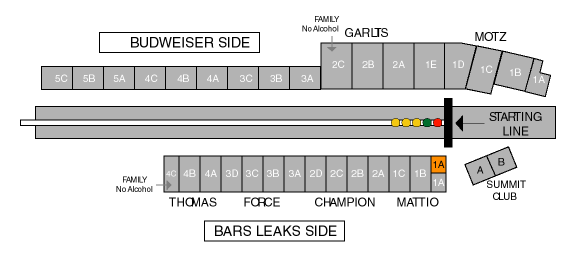 FAMILY
No Alcohol
GARLITS
MOTZ
BUDWEISER SIDE
5C 5B 5A 4C 4B 4A 3C 3B 3A 2C 2B 2A 1E 1D 1C 1B 1A
STARTING
LINE
FAMILY
No Alcohol
4C 4B 4A 3D 3C 3B 3A 2D 2C 2B 2A 1C 1B 1A
1A
A B
SUMMIT
CLUB
THOMAS FORCE CHAMPION MATTIO
BARS LEAKS SIDE